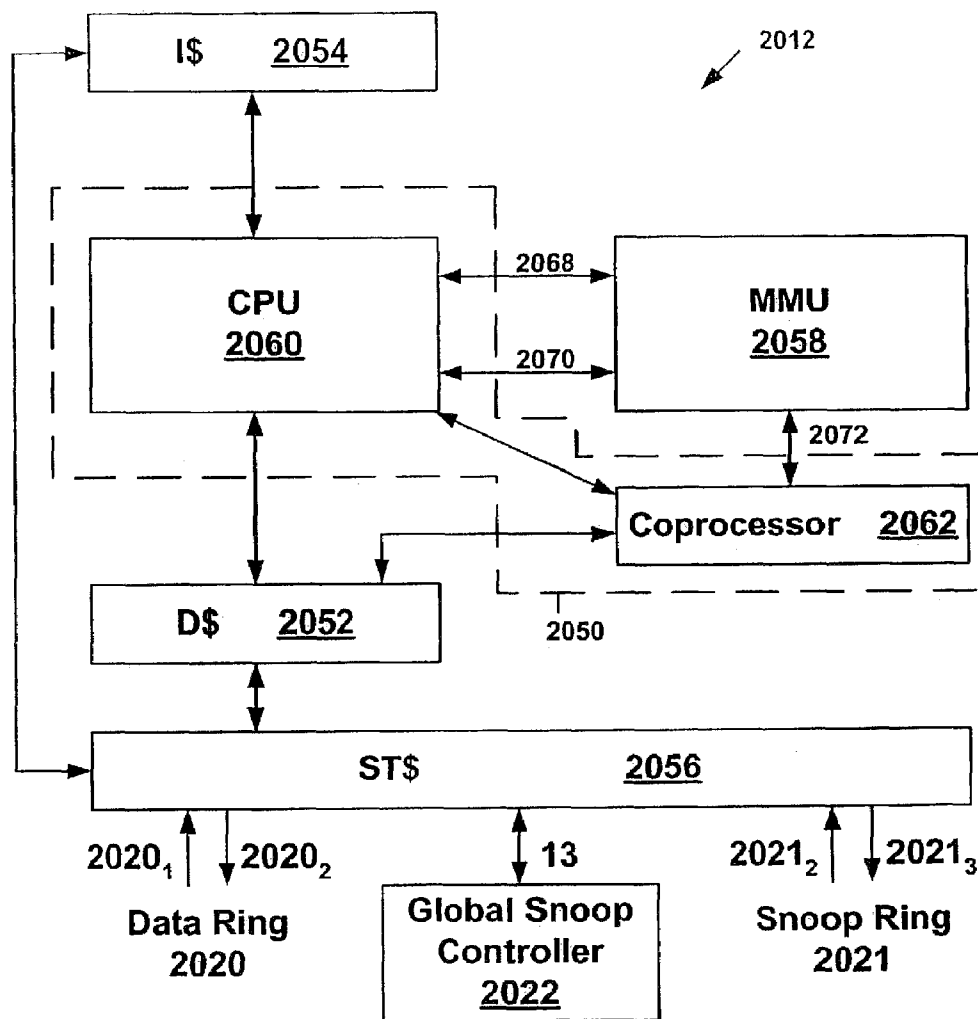 I$ 2054
2012
CPU
2060
2068
2070
MMU
2058
2072
Coprocessor 2062
D$ 2052
2050
ST$ 2056
2020₁
2020₂
13
2021₂
2021₃
Data Ring
2020
Global Snoop
Controller
2022
Snoop Ring
2021